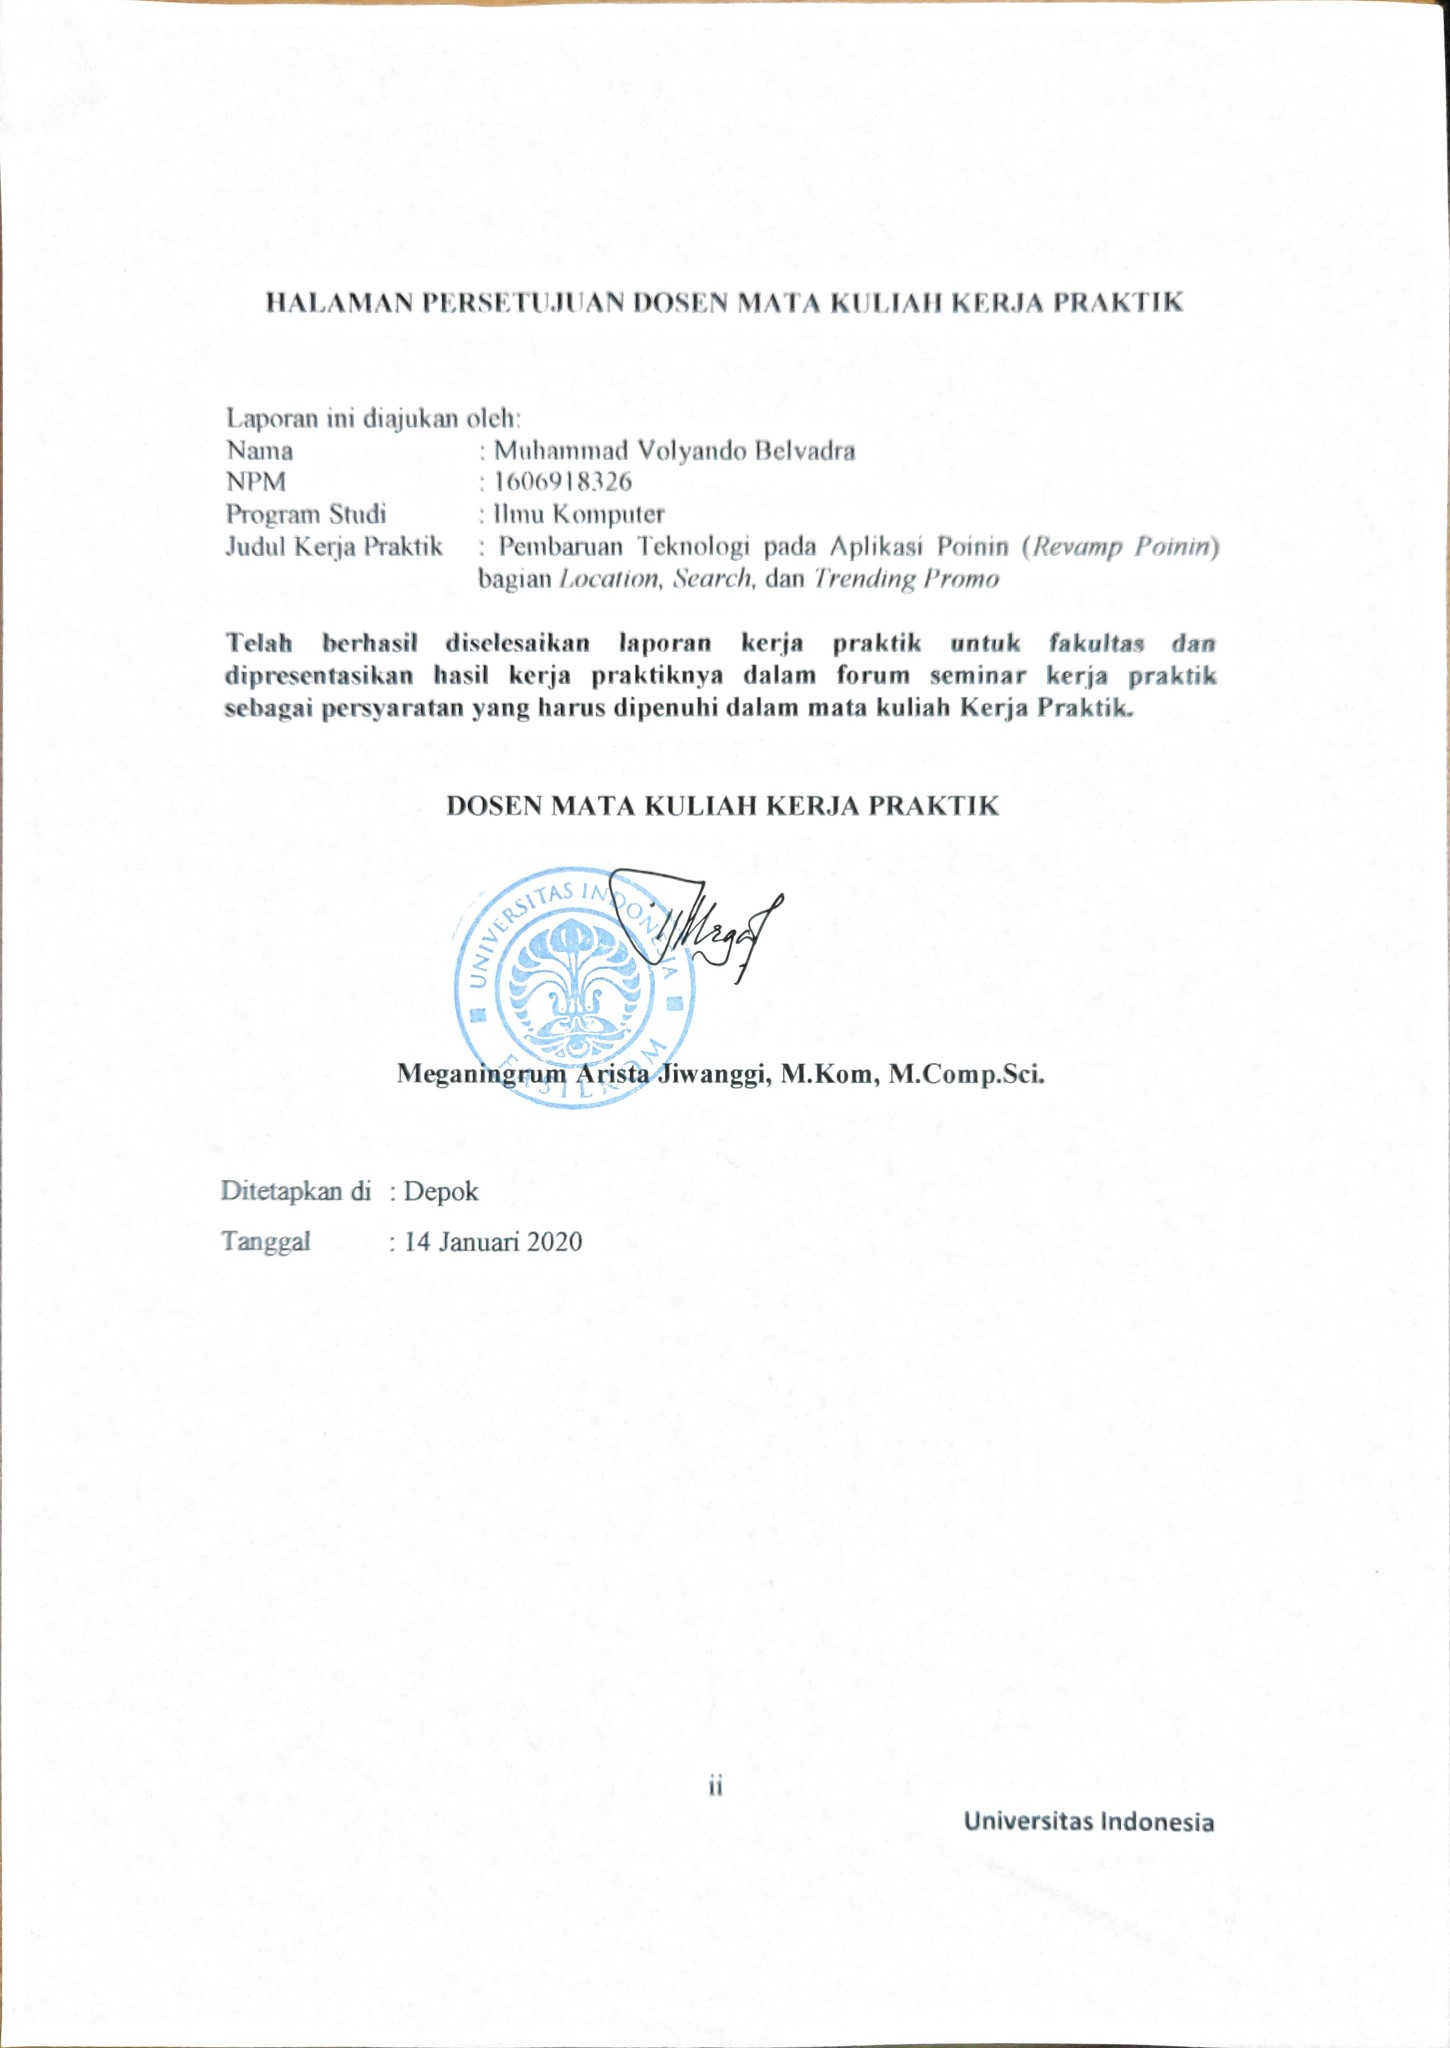 HALAMAN PERSETUJUAN DOSEN MATA KULIAH KERJA PRAKTIK
Laporan ini diajukan oleh:
Nama : Muhammad Volyando Belvadra
NPM : 1606918326
Program Studi : Ilmu Komputer
Judul Kerja Praktik : Pembaruan Teknologi pada Aplikasi Poinin (Revamp Poinin)
bagian Location, Search, dan Trending Promo
Telah berhasil diselesaikan laporan kerja praktik untuk fakultas dan
dipresentasikan hasil kerja praktiknya dalam forum seminar kerja praktik
sebagai persyaratan yang harus dipenuhi dalam mata kuliah Kerja Praktik.
DOSEN MATA KULIAH KERJA PRAKTIK
UNIVERSITAS INDONESIA
FASILKOM
Meganingrum Arista Jiwanggi, M.Kom, M.Comp.Sci.
Ditetapkan di : Depok
Tanggal : 14 Januari 2020
ii
Universitas Indonesia